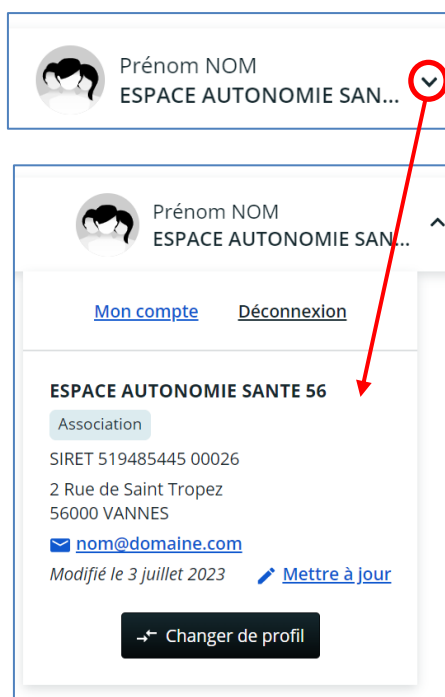 Prénom NOM
ESPACE AUTONOMIE SAN...
Prénom NOM
ESPACE AUTONOMIE SAN...
Mon compte Déconnexion
ESPACE AUTONOMIE SANTE 56
Association
SIRET 519485445 00026
2 Rue de Saint Tropez
56000 VANNES
nom@domaine.com
Modifié le 3 juillet 2023 Mettre à jour
Changer de profil